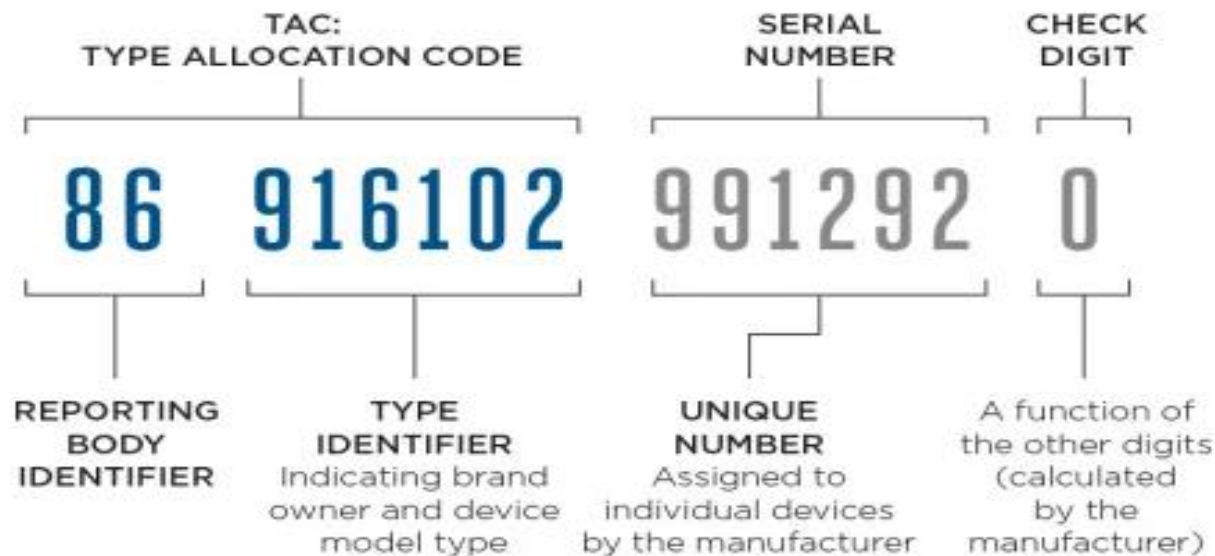 TAC:
TYPE ALLOCATION CODE
SERIAL
NUMBER
CHECK
DIGIT
86 916102 991292 0
REPORTING
BODY
IDENTIFIER
TYPE
IDENTIFIER
Indicating brand
owner and device
model type
UNIQUE
NUMBER
Assigned to
individual devices
by the manufacturer
A function of
the other digits
(calculated
by the
manufacturer)